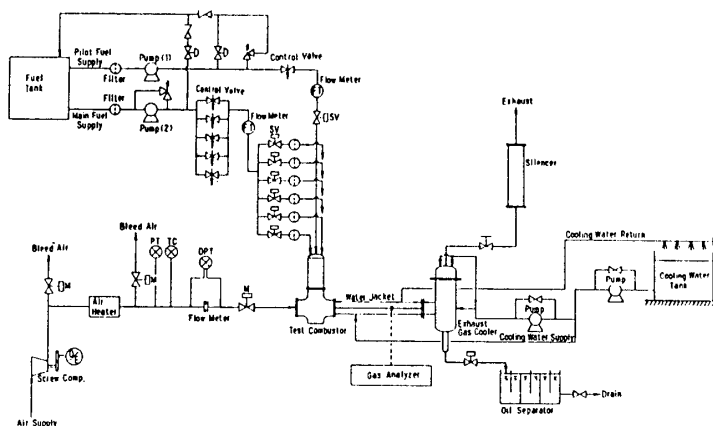 Pilot Fuel
Supply
Pump(1)
Control Valve
Fuel
Tank
Filter
Flow Meter
FT
D
D
Filter
Control Valve
Exhaust
Main Fuel
Supply
Pump(2)
Flow Meter
FT
SV
SV
Silencer
Bleed Air
Bleed Air
PT
TC
DPT
Cooling Water Return
M
M
M
Air
Heater
Flow Meter
Water Jacket
Pump
Pump
Cooling Water
Tank
Test Combustor
Exhaust
Gas Cooler
Cooling Water Supply
Screw Comp.
Gas Analyzer
Air Supply
Oil Separator
Drain